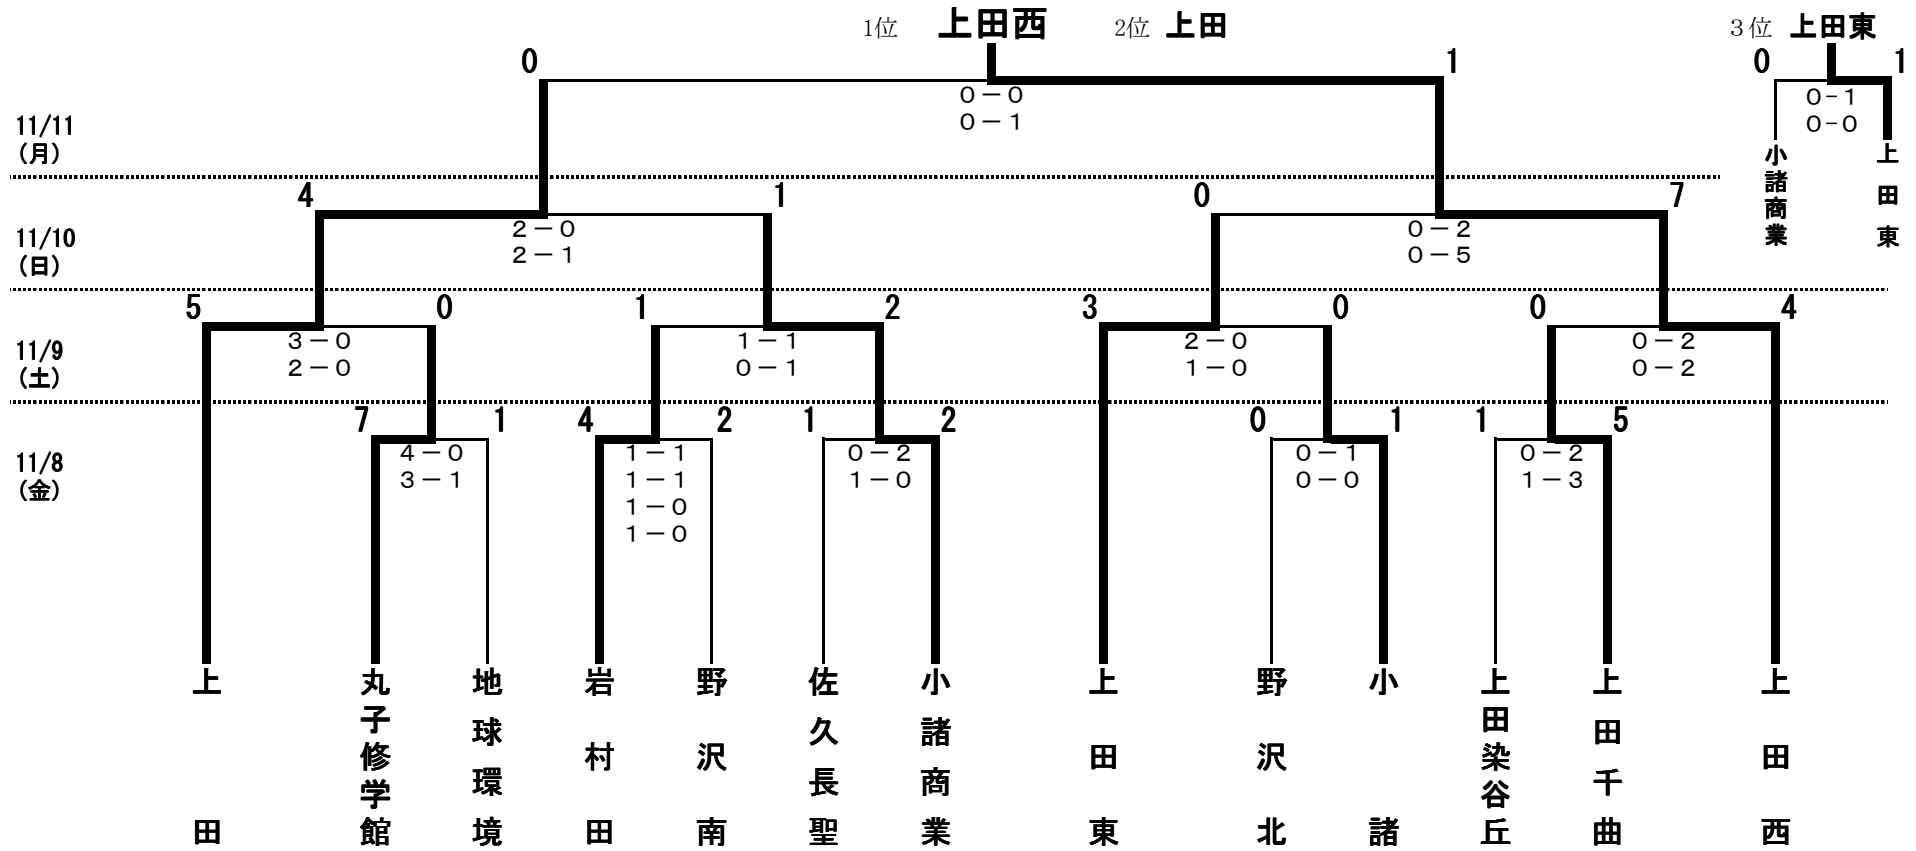 1位 上田西 2位 上田 ３位 上田東
0 1 0 1
０－０ ０-１
０－１ ０-０
11/11
(月)
小諸商業 上田東
4 1 0 7
２－０ ０－２
２－１ ０－５
11/10
(日)
5 0 1 2 3 0 0 4
３－０ １－１ ２－０ ０－２
２－０ ０－１ １－０ ０－２
11/9
(土)
7 1 4 2 1 2 0 1 1 5
４－０ １－１ ０－２ ０－１ ０－２
３－１ １－１ １－０ ０－０ １－３
１－０
１－０
11/8
(金)
上田
丸子修学館
地球環境
岩村田
野沢南
佐久長聖
小諸商業
上田東
野沢北
小諸
上田染谷丘
上田千曲
上田西